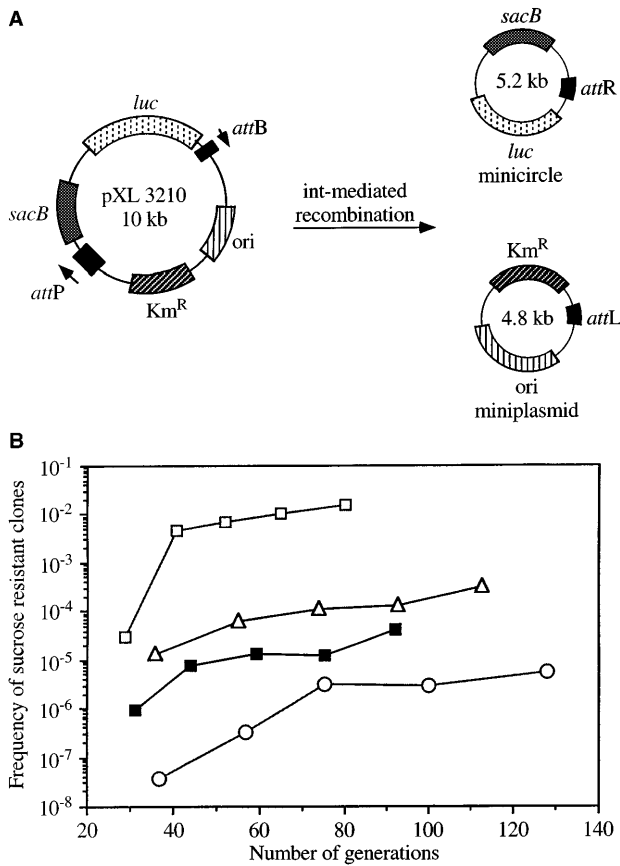 A
luc
attB
pXL 3210
10 kb
sacB
ori
attP
Km^R
int-mediated
recombination
sacB
5.2 kb
attR
luc
minicircle
Km^R
4.8 kb
attL
ori
miniplasmid
B
Frequency of sucrose resistant clones
10^-1
10^-2
10^-3
10^-4
10^-5
10^-6
10^-7
10^-8
20 40 60 80 100 120 140
Number of generations